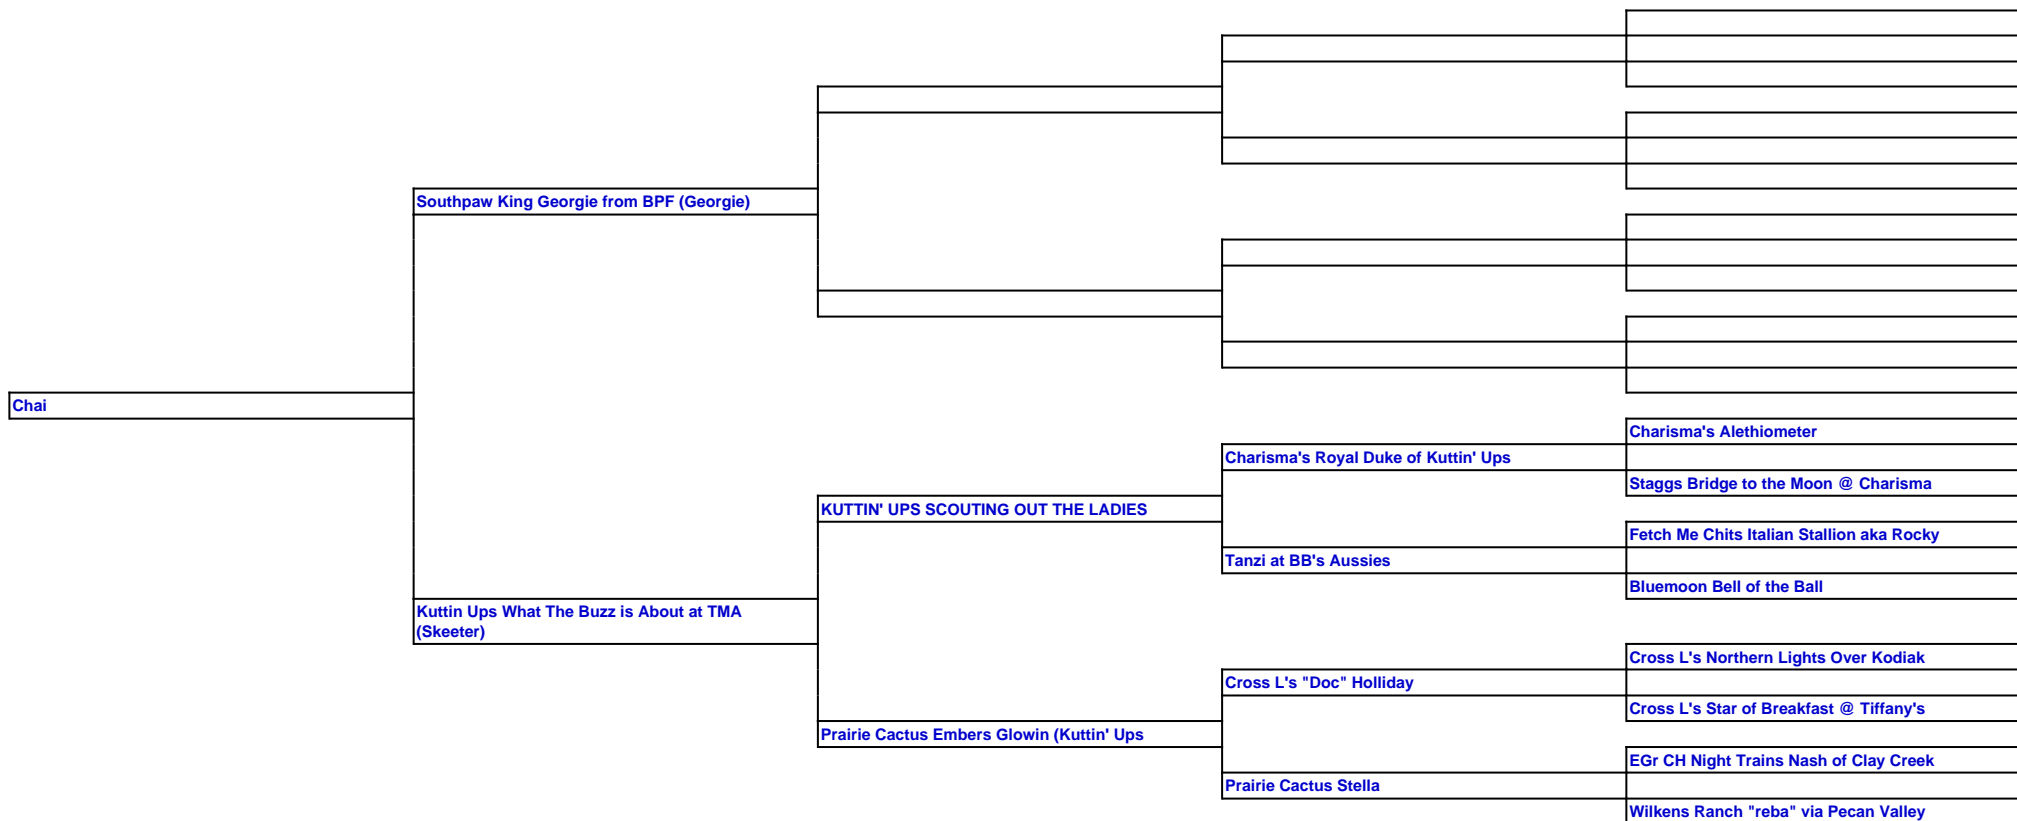 Southpaw King Georgie from BPF (Georgie)
Chai
Charisma's Alethiometer
Charisma's Royal Duke of Kuttin' Ups
Staggs Bridge to the Moon @ Charisma
KUTTIN' UPS SCOUTING OUT THE LADIES
Fetch Me Chits Italian Stallion aka Rocky
Tanzi at BB's Aussies
Bluemoon Bell of the Ball
Kuttin Ups What The Buzz is About at TMA
(Skeeter)
Cross L's Northern Lights Over Kodiak
Cross L's "Doc" Holliday
Cross L's Star of Breakfast @ Tiffany's
Prairie Cactus Embers Glowin (Kuttin' Ups
EGr CH Night Trains Nash of Clay Creek
Prairie Cactus Stella
Wilkens Ranch "reba" via Pecan Valley